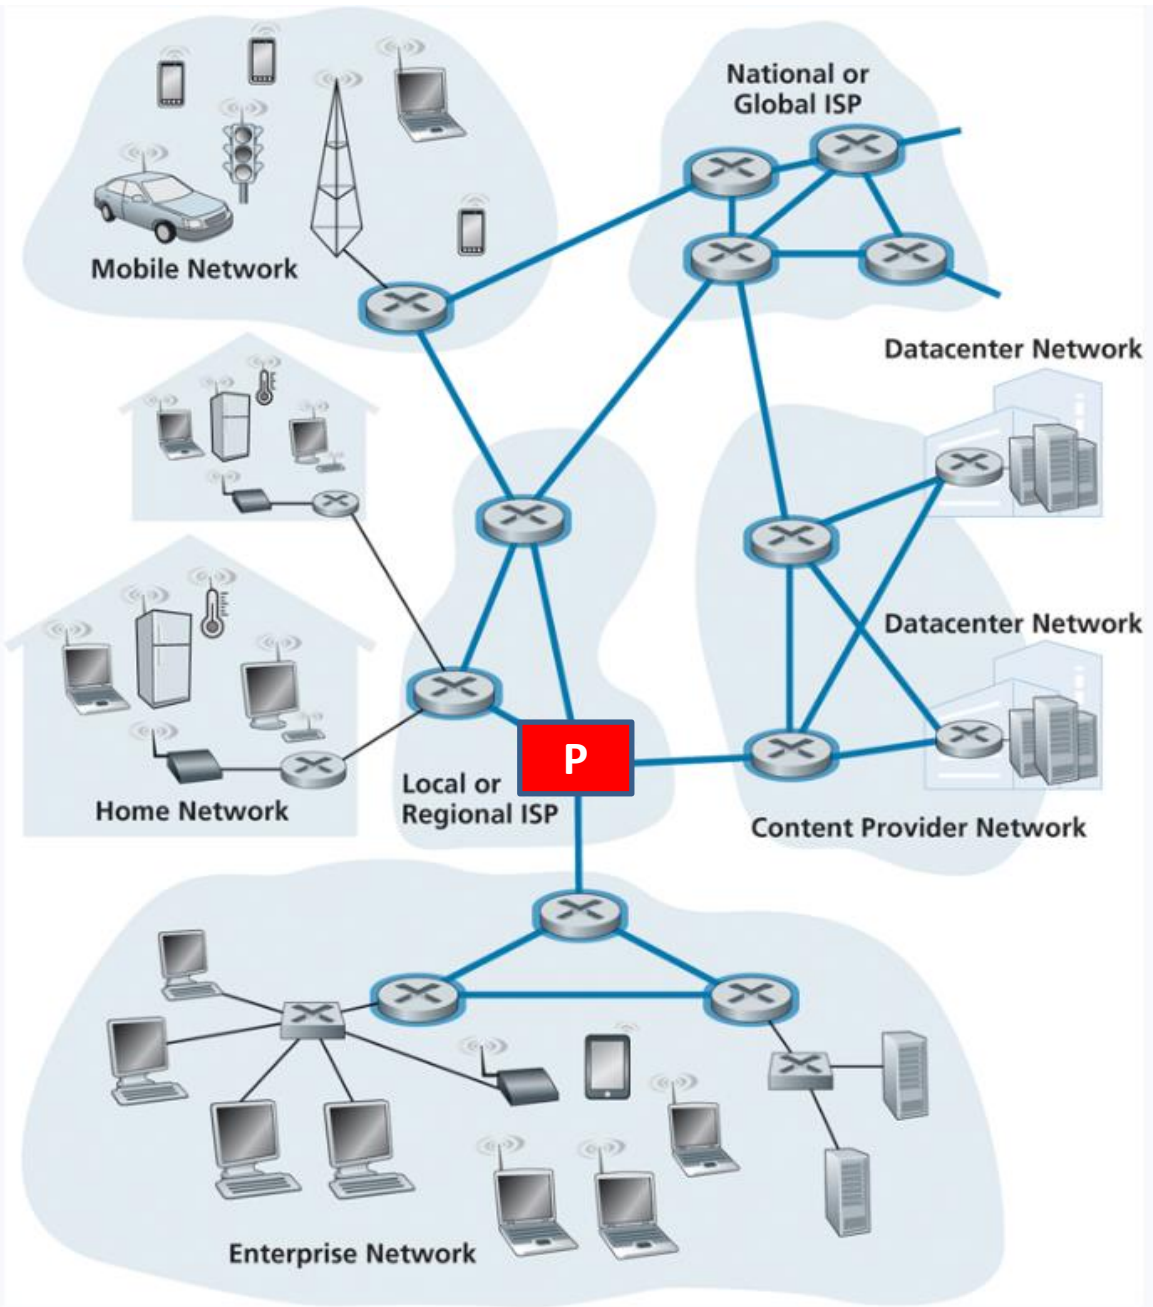 National or
Global ISP
Mobile Network
Datacenter Network
Datacenter Network
P
Local or
Regional ISP
Home Network
Content Provider Network
Enterprise Network